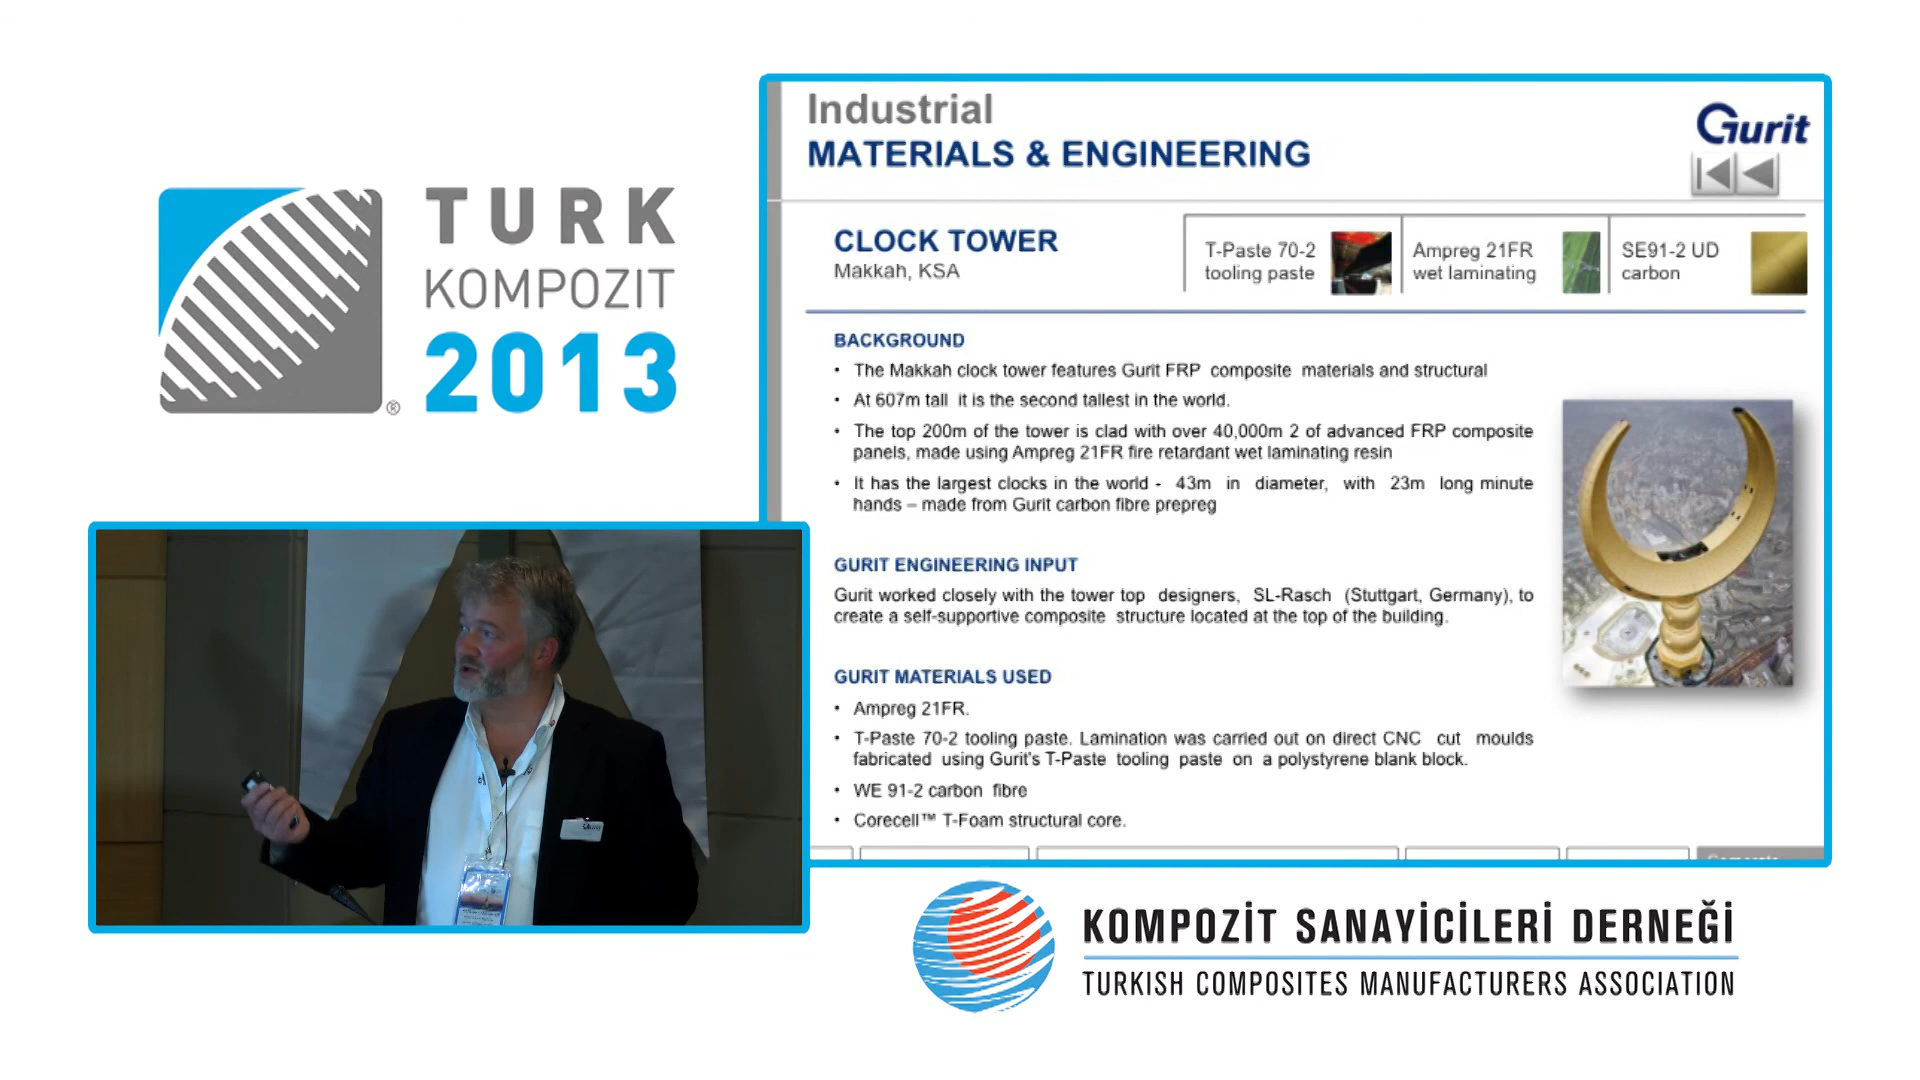 TURK
KOMPOZIT
2013
®
Industrial
MATERIALS & ENGINEERING
Gurit
CLOCK TOWER
Makkah, KSA
T-Paste 70-2
tooling paste
Ampreg 21FR
wet laminating
SE91-2 UD
carbon
BACKGROUND
• The Makkah clock tower features Gurit FRP composite materials and structural
• At 607m tall it is the second tallest in the world.
• The top 200m of the tower is clad with over 40,000m 2 of advanced FRP composite
panels, made using Ampreg 21FR fire retardant wet laminating resin
• It has the largest clocks in the world - 43m in diameter, with 23m long minute
hands – made from Gurit carbon fibre prepreg
GURIT ENGINEERING INPUT
Gurit worked closely with the tower top designers, SL-Rasch (Stuttgart, Germany), to
create a self-supportive composite structure located at the top of the building.
GURIT MATERIALS USED
• Ampreg 21FR.
• T-Paste 70-2 tooling paste. Lamination was carried out on direct CNC cut moulds
fabricated using Gurit's T-Paste tooling paste on a polystyrene blank block.
• WE 91-2 carbon fibre
• Corecell™ T-Foam structural core.
Gurit
KOMPOZİT SANAYİCİLERİ DERNEĞİ
TURKISH COMPOSITES MANUFACTURERS ASSOCIATION